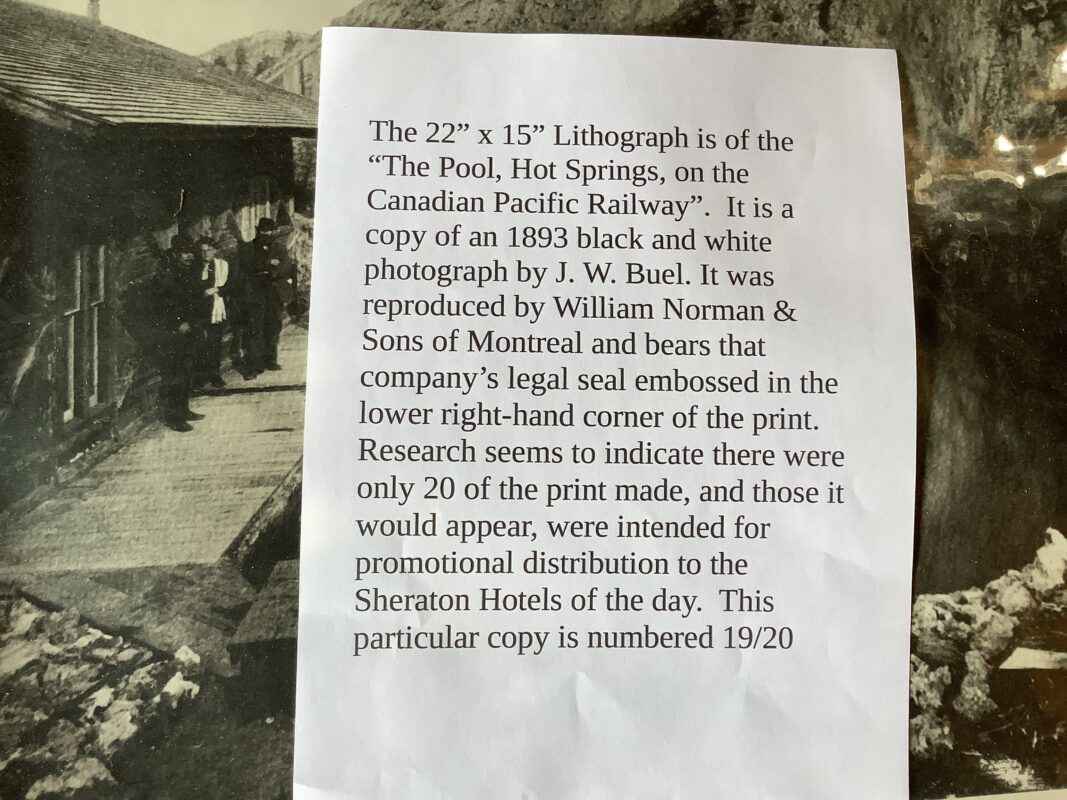 The 22” x 15” Lithograph is of the
“The Pool, Hot Springs, on the
Canadian Pacific Railway”.  It is a
copy of an 1893 black and white
photograph by J. W. Buel. It was
reproduced by William Norman &
Sons of Montreal and bears that
company’s legal seal embossed in the
lower right-hand corner of the print.
Research seems to indicate there were
only 20 of the print made, and those it
would appear, were intended for
promotional distribution to the
Sheraton Hotels of the day.  This
particular copy is numbered 19/20